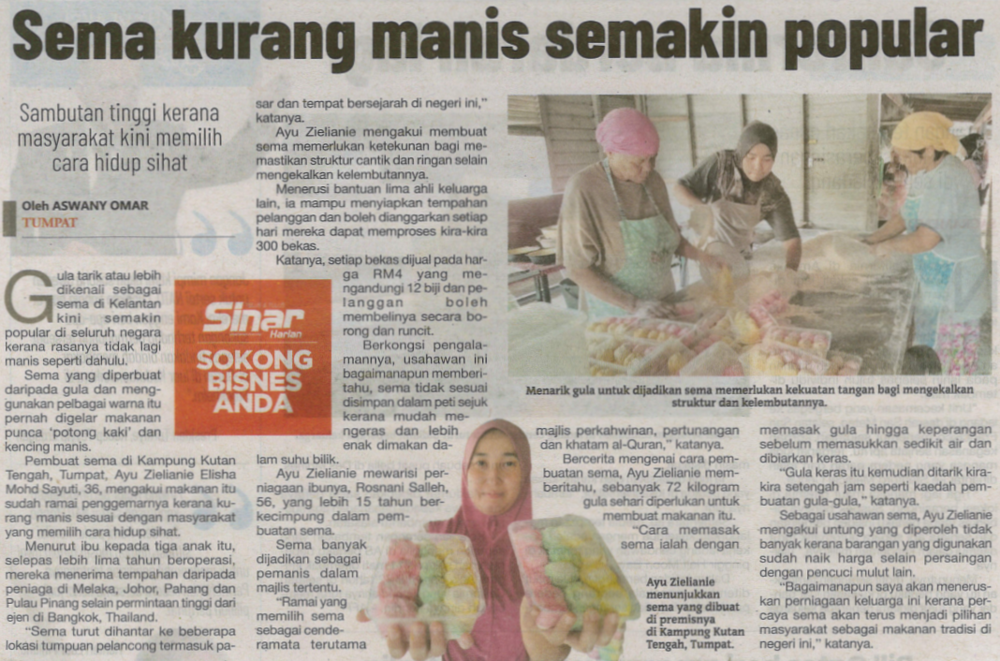 Sema kurang manis semakin popular
Sambutan tinggi kerana
masyarakat kini memilih
cara hidup sihat
Oleh ASWANY OMAR
TUMPAT
Gula tarik atau lebih
dikenali sebagai
sema di Kelantan
kini semakin
popular di seluruh negara
kerana rasanya tidak lagi
manis seperti dahulu.
Sema yang diperbuat
daripada gula dan meng-
gunakan pelbagai warna itu
pernah digelar makanan
punca ‘potong kaki’ dan
kencing manis.
Pembuat sema di Kampung Kutan
Tengah, Tumpat, Ayu Zielianie Elisha
Mohd Sayuti, 36, mengakui makanan itu
sudah ramai penggemarnya kerana ku-
rang manis sesuai dengan masyarakat
yang memilih cara hidup sihat.
Menurut ibu kepada tiga anak itu,
selepas lebih lima tahun beroperasi,
mereka menerima tempahan daripada
peniaga di Melaka, Johor, Pahang dan
Pulau Pinang selain permintaan tinggi dari
ejen di Bangkok, Thailand.
“Sema turut dihantar ke beberapa
lokasi tumpuan pelancong termasuk pa-
sar dan tempat bersejarah di negeri ini,”
katanya.
Ayu Zielianie mengakui membuat
sema memerlukan ketekunan bagi me-
mastikan struktur cantik dan ringan selain
mengekalkan kelembutannya.
Menerusi bantuan lima ahli keluarga
lain, ia mampu menyiapkan tempahan
pelanggan dan boleh dianggarkan setiap
hari mereka dapat memproses kira-kira
300 bekas.
Katanya, setiap bekas dijual pada har-
ga RM4 yang me-
ngandungi 12 biji dan pe-
langgan boleh
membelinya secara bo-
rong dan runcit.
Berkongsi pengala-
mannya, usahawan ini
bagaimanapun memberi-
tahu, sema tidak sesuai
disimpan dalam peti sejuk
kerana mudah me-
ngeras dan lebih
enak dimakan da-
lam suhu bilik.
Ayu Zielianie mewarisi per-
niagaan ibunya, Rosnani Salleh,
56, yang lebih 15 tahun ber-
kecimpung dalam pem-
buatan sema.
Sema banyak
dijadikan sebagai
pemanis dalam
majlis tertentu.
“Ramai yang
memilih sema
sebagai cende-
ramata terutama
Sinar
Harian
SOKONG
BISNES
ANDA
Menarik gula untuk dijadikan sema memerlukan kekuatan tangan bagi mengekalkan
struktur dan kelembutannya.
majlis perkahwinan, pertunangan
dan khatam al-Quran,” katanya.
Bercerita mengenai cara pem-
buatan sema, Ayu Zielianie mem-
beritahu, sebanyak 72 kilogram
gula sehari diperlukan untuk
membuat makanan itu.
“Cara memasak
sema ialah dengan
Ayu Zielianie
menunjukkan
sema yang dibuat
di premisnya
di Kampung Kutan
Tengah, Tumpat.
memasak gula hingga keperangan
sebelum memasukkan sedikit air dan
dibiarkan keras.
“Gula keras itu kemudian ditarik kira-
kira setengah jam seperti kaedah pem-
buatan gula-gula,” katanya.
Sebagai usahawan sema, Ayu Zielianie
mengakui untung yang diperoleh tidak
banyak kerana barangan yang digunakan
sudah naik harga selain persaingan
dengan pencuci mulut lain.
“Bagaimanapun saya akan menerus-
kan perniagaan keluarga ini kerana per-
caya sema akan terus menjadi pilihan
masyarakat sebagai makanan tradisi di
negeri ini,” katanya.